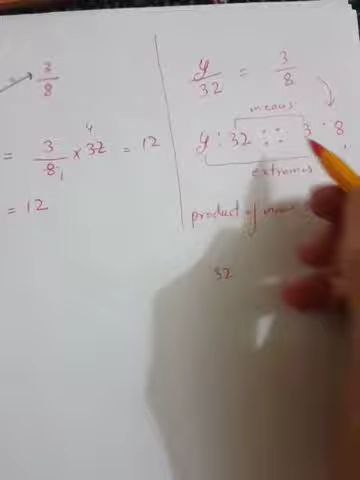 3/8
= 3/8 × 32 = 12
4
1
= 12
y/32 = 3/8
means
y : 32 :: 3 : 8
extremes
product of
32